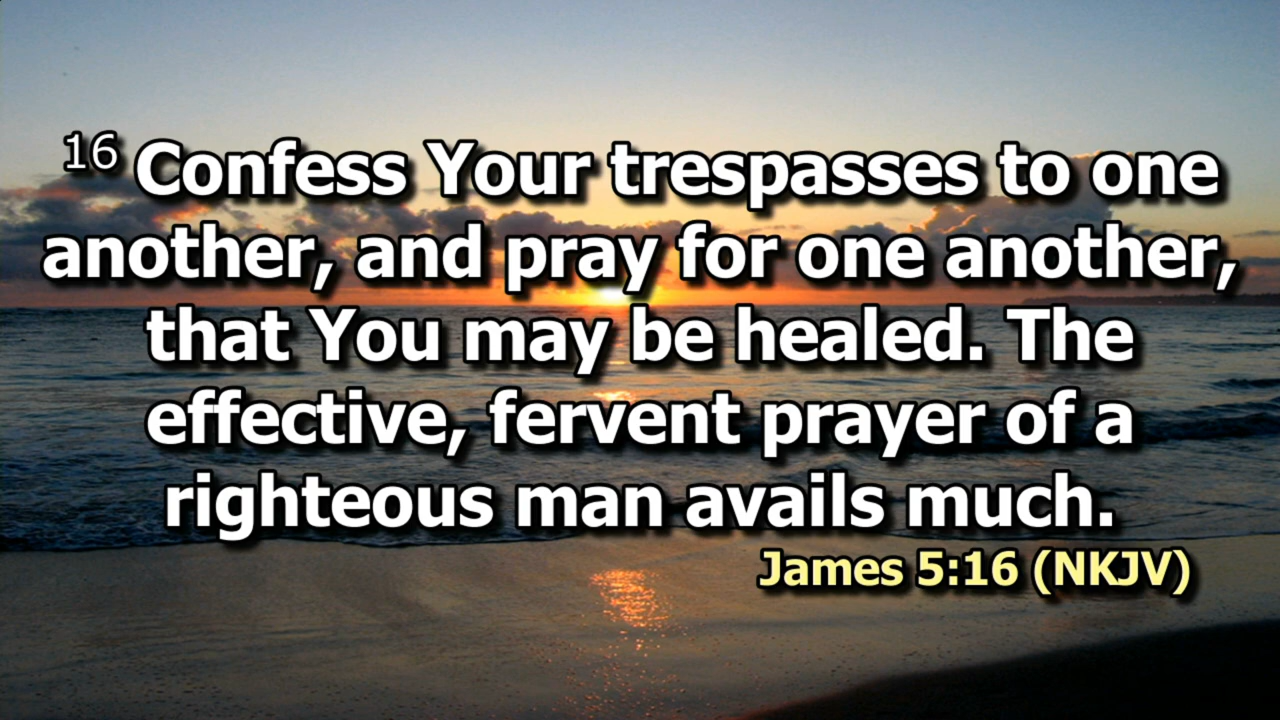 16 Confess Your trespasses to one
another, and pray for one another,
that You may be healed. The
effective, fervent prayer of a
righteous man avails much.
James 5:16 (NKJV)